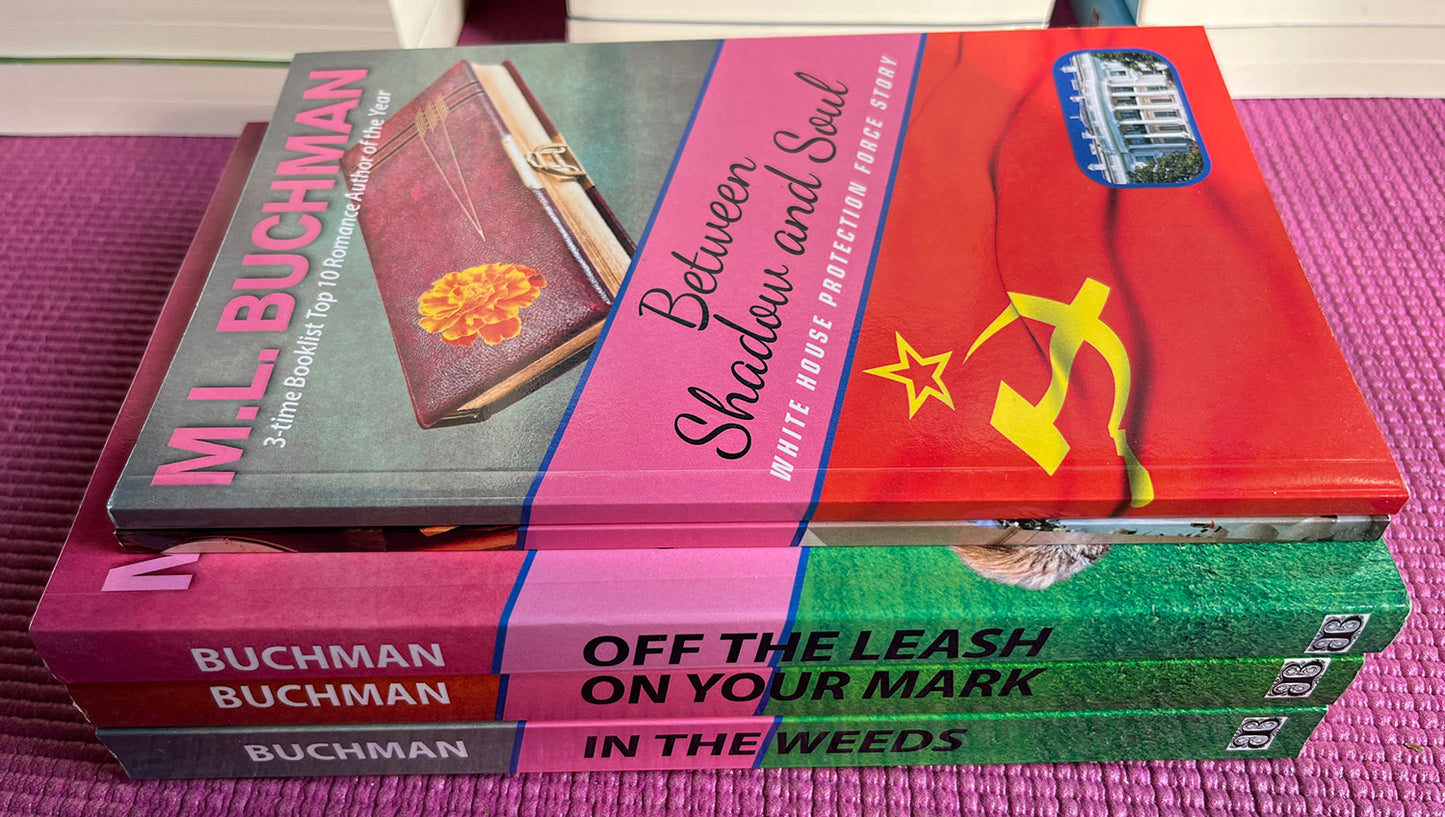 M.L. BUCHMAN
3-time Booklist Top 10 Romance Author of the Year
Between
Shadow and Soul
WHITE HOUSE PROTECTION FORCE STORY
M
BUCHMAN OFF THE LEASH
BUCHMAN ON YOUR MARK
BUCHMAN IN THE WEEDS